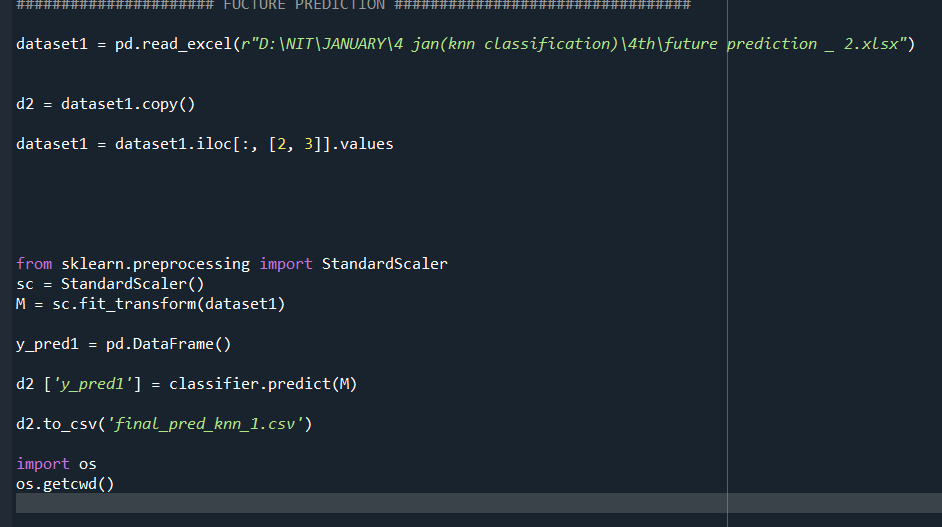 ###################### FUCTURE PREDICTION #################################
dataset1 = pd.read_excel(r"D:\NIT\JANUARY\4 jan(knn classification)\4th\future prediction _ 2.xlsx")
d2 = dataset1.copy()
dataset1 = dataset1.iloc[:, [2, 3]].values
from sklearn.preprocessing import StandardScaler
sc = StandardScaler()
M = sc.fit_transform(dataset1)
y_pred1 = pd.DataFrame()
d2 ['y_pred1'] = classifier.predict(M)
d2.to_csv('final_pred_knn_1.csv')
import os
os.getcwd()